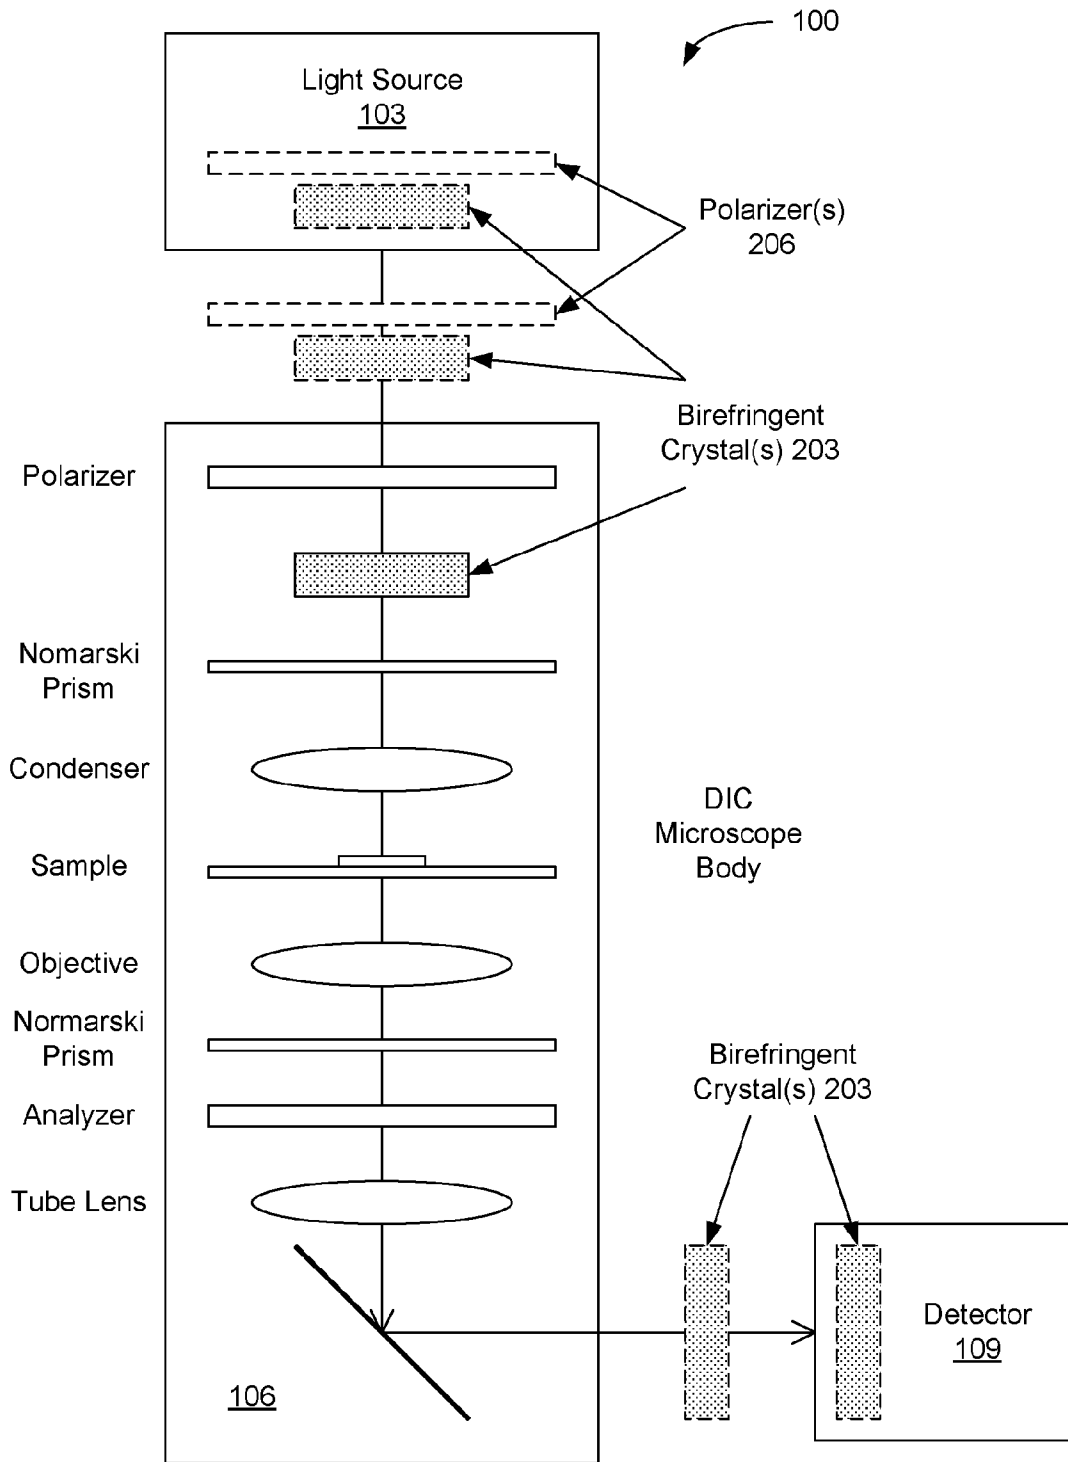 100
Light Source
103
Polarizer(s)
206
Birefringent
Crystal(s) 203
Polarizer
Nomarski
Prism
Condenser
DIC
Microscope
Body
Sample
Objective
Normarski
Prism
Birefringent
Crystal(s) 203
Analyzer
Tube Lens
Detector
109
106